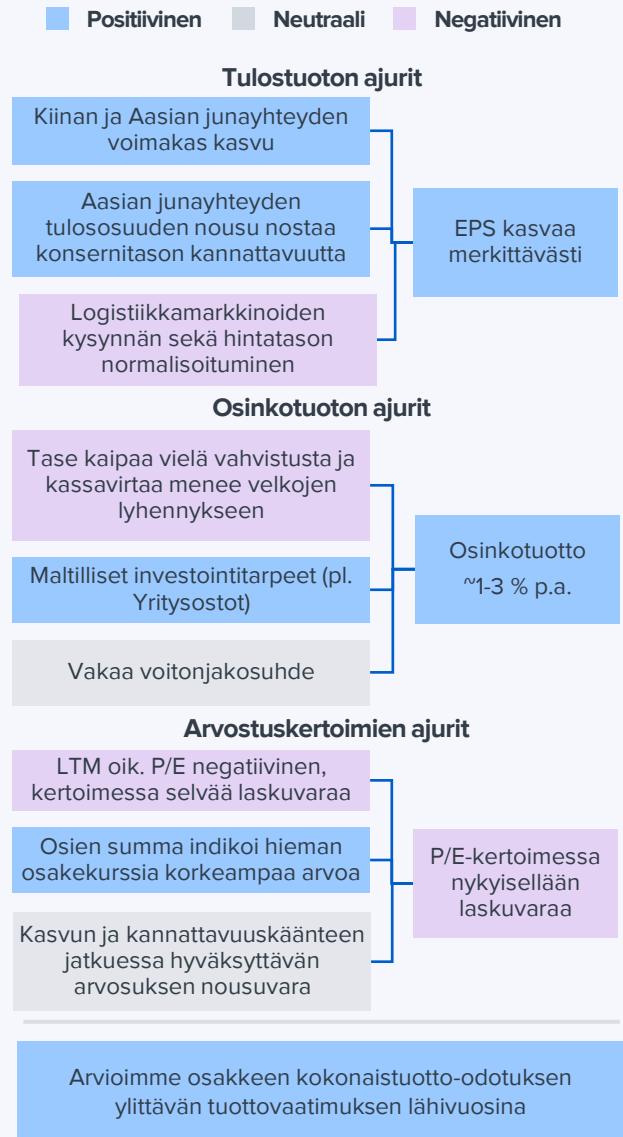 Positiivinen Neutraali Negatiivinen
Tulostuoton ajurit
Kiinan ja Aasian junayhteyden
voimakas kasvu
Aasian junayhteyden
tulososuuden nousu nostaa
konsernitason kannattavuutta
Logistiikkamarkkinoiden
kysynnän sekä hintatason
normalisoituminen
EPS kasvaa
merkittävästi
Osinkotuoton ajurit
Tase kaipaa vielä vahvistusta ja
kassavirtaa menee velkojen
lyhennykseen
Maltilliset investointitarpeet (pl.
Yritysostot)
Vakaa voitonjakosuhde
Osinkotuotto
~1-3 % p.a.
Arvostuskertoimien ajurit
LTM oik. P/E negatiivinen,
kertoimessa selvää laskuvaraa
Osien summa indikoi hieman
osakekurssia korkeampaa arvoa
Kasvun ja kannattavuuskäänteen
jatkuessa hyväksyttävän
arvosuksen nousuvara
P/E-kertoimessa
nykyisellään
laskuvaraa
Arvioimme osakkeen kokonaistuotto-odotuksen
ylittävän tuottovaatimuksen lähivuosina